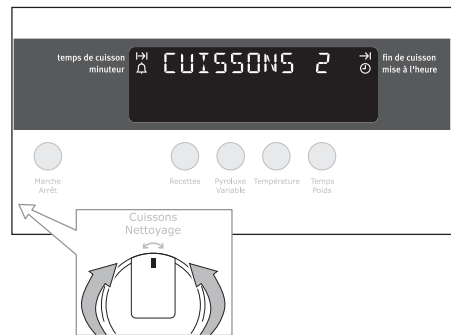 temps de cuisson
minuteur
CUISSONS 2
fin de cuisson
mise à l'heure
Marche
Arrêt
Recettes
Pyroluxe
Variable
Température
Temps
Poids
Cuissons
Nettoyage